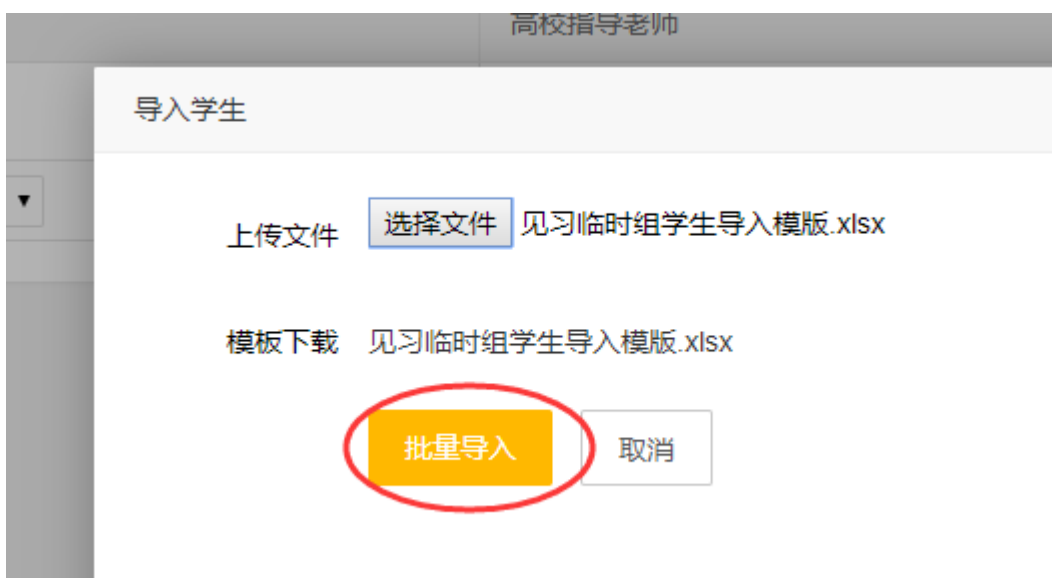 高校指导老师
导入学生
上传文件 选择文件 见习临时组学生导入模版.xlsx
模板下载 见习临时组学生导入模版.xlsx
批量导入 取消